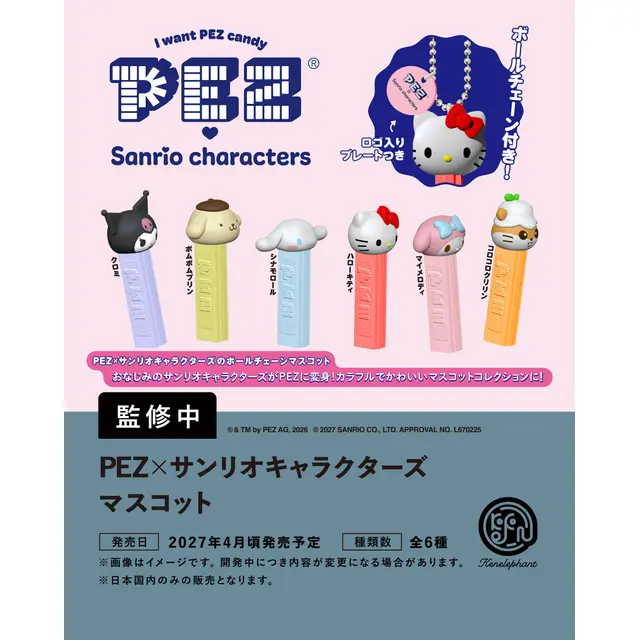 I want PEZ candy
PEZ®
Sanrio characters
ボールチェーン付き!
PEZ
Sanrio characters
ロゴ入り
プレートつき
クロミ
ポムポムプリン
シナモロール
ハローキティ
マイメロディ
コロコロクリリン
PEZ×サンリオキャラクターズのボールチェーンマスコット
おなじみのサンリオキャラクターズがPEZに変身!カラフルでかわいいマスコットコレクションに!
監修中
© & TM by PEZ AG, 2026 © 2027 SANRIO CO., LTD. APPROVAL NO. L670225
PEZ×サンリオキャラクターズ
マスコット
発売日 2027年4月頃発売予定 種類数 全6種
※画像はイメージです。開発中につき内容が変更になる場合があります。
※日本国内のみの販売となります。
Kenelephant